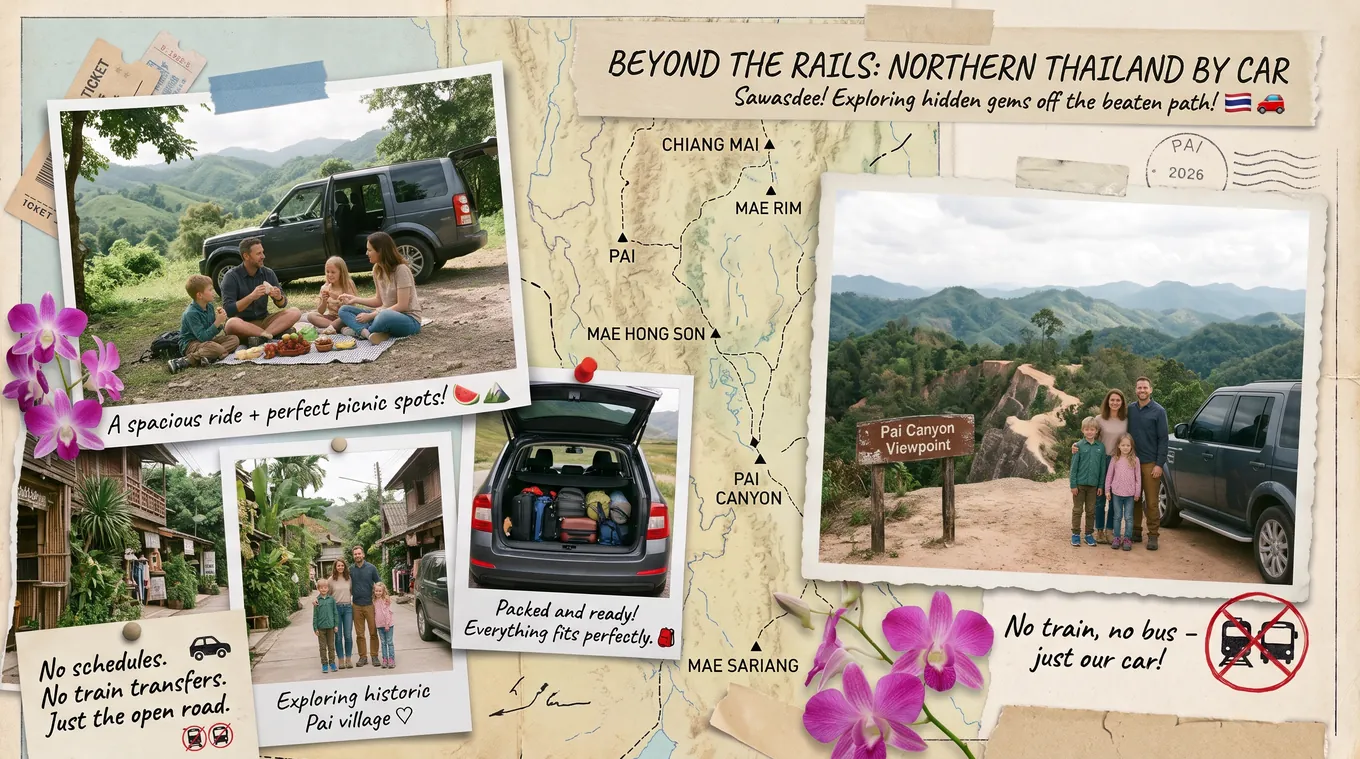 BEYOND THE RAILS: NORTHERN THAILAND BY CAR
Sawasdee! Exploring hidden gems off the beaten path!
TICKET
PAI
2026
CHIANG MAI
MAE RIM
PAI
MAE HONG SON
PAI
CANYON
MAE SARIANG
A spacious ride + perfect picnic spots!
Pai Canyon
Viewpoint
Packed and ready!
Everything fits perfectly.
Exploring historic
Pai village ♡
No schedules.
No train transfers.
Just the open road.
No train, no bus –
just our car!